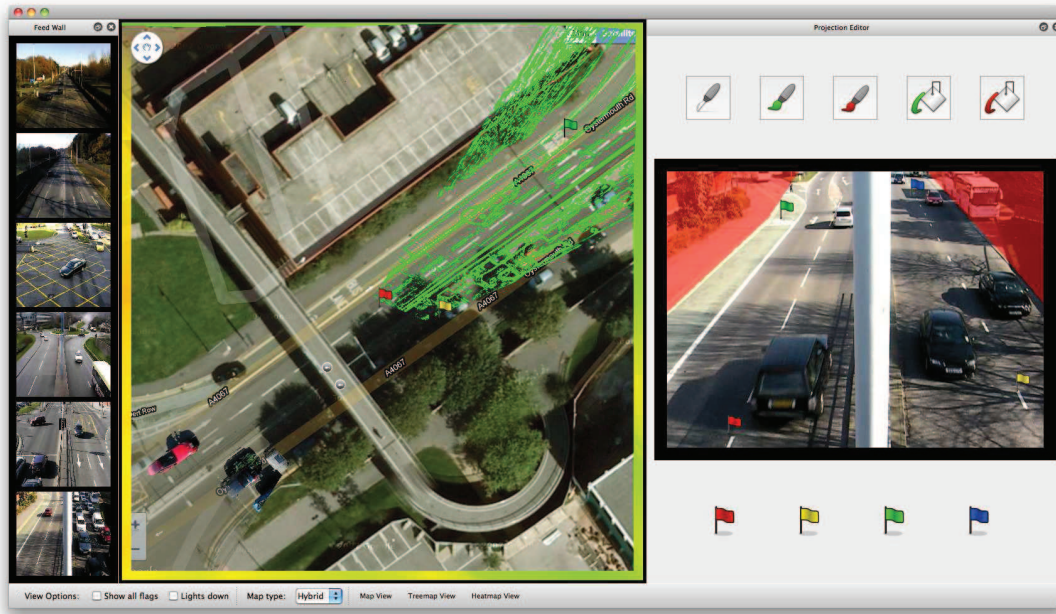 Feed Wall
Projection Editor
Oystermouth Rd
A4067
A4067
A4067
A4067
View Options:
Show all flags
Lights down
Map type:
Hybrid
Map View
Treemap View
Heatmap View